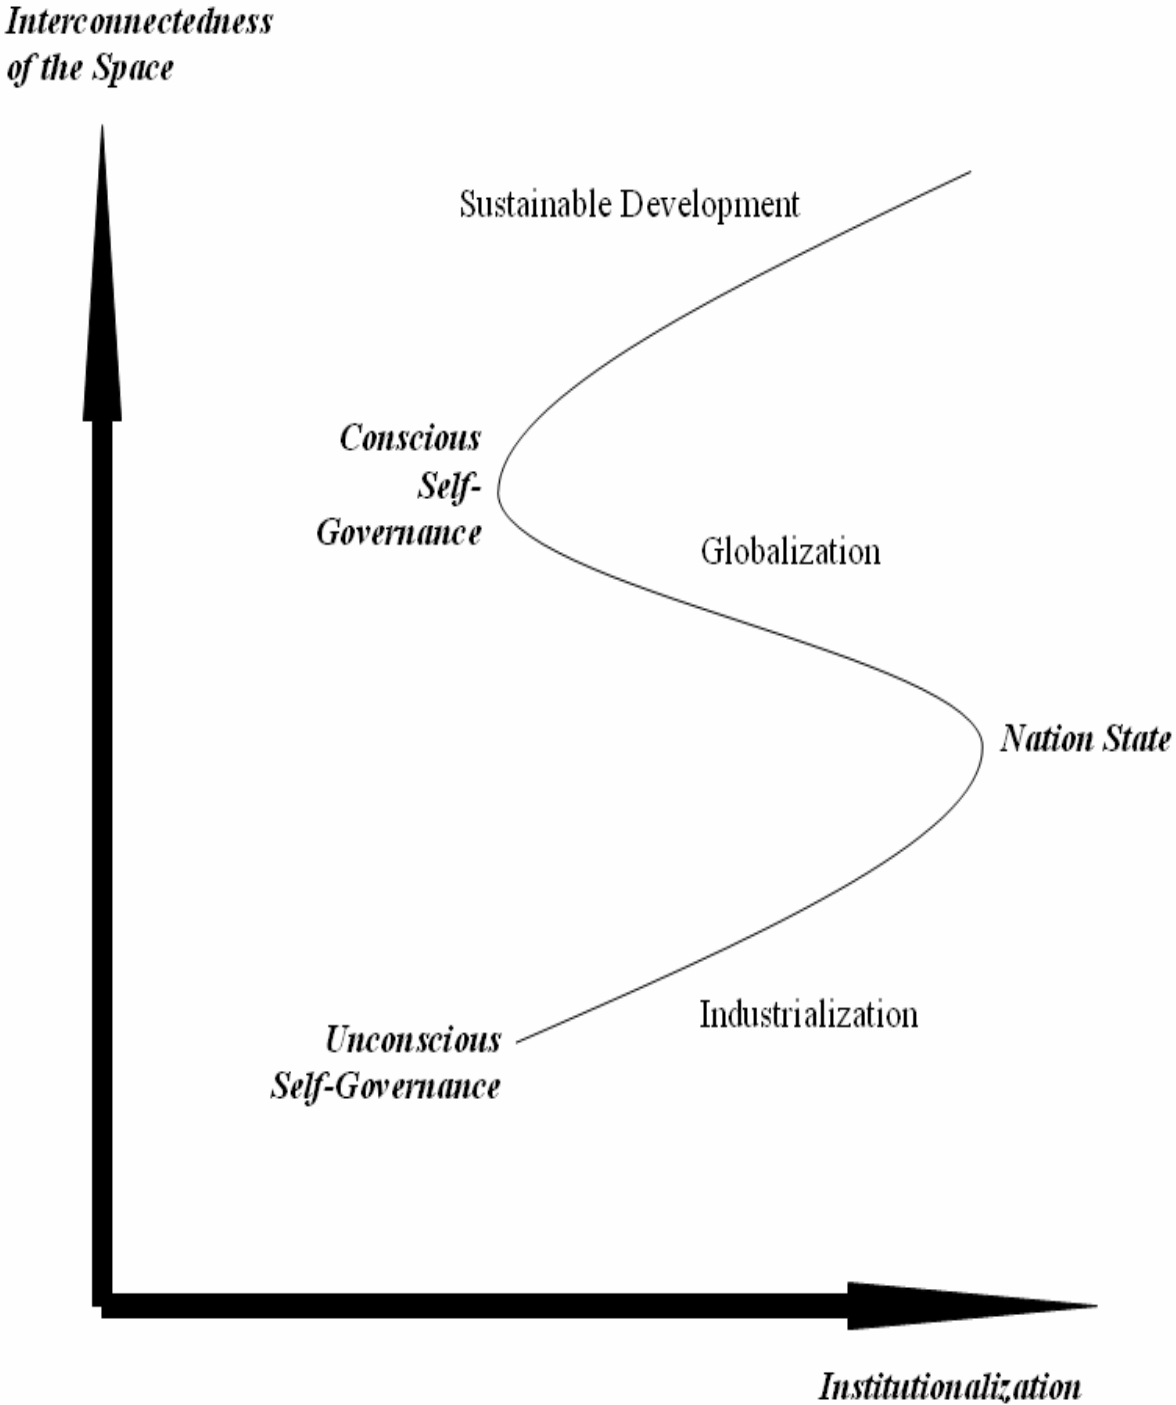 Interconnectedness
of the Space
Sustainable Development
Conscious
Self-
Governance
Globalization
Nation State
Industrialization
Unconscious
Self-Governance
Institutionalization